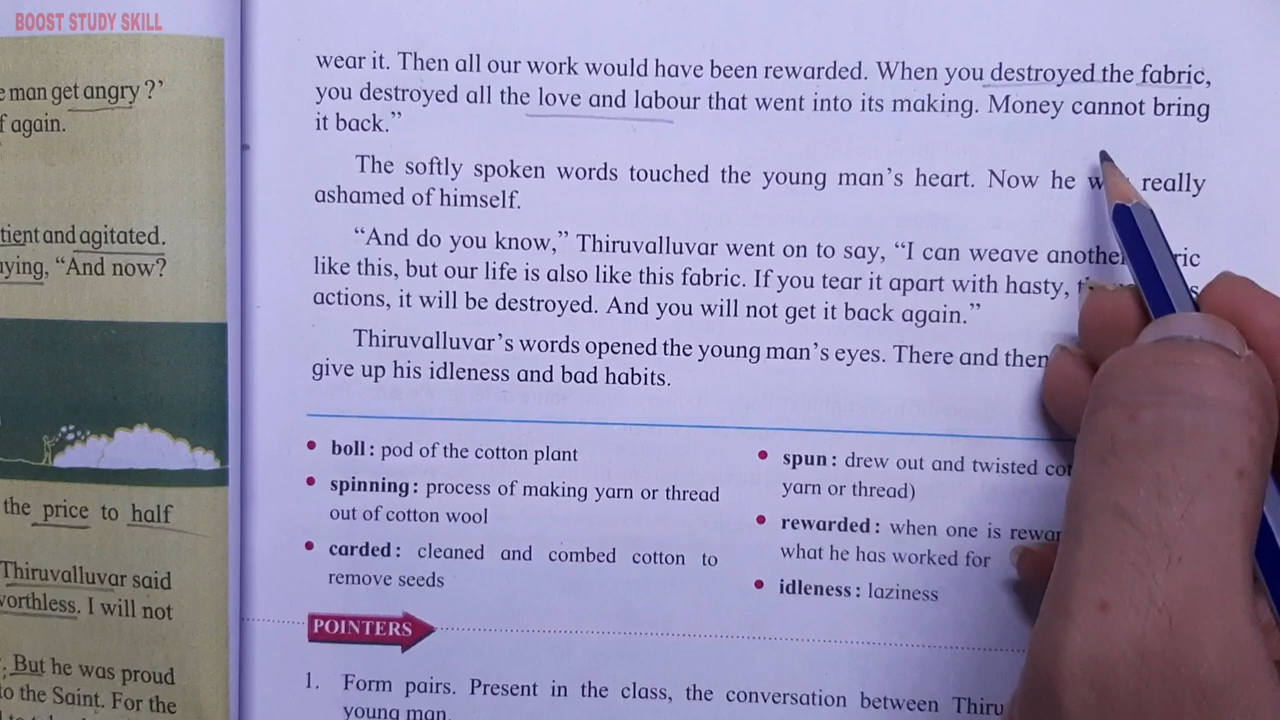 BOOST STUDY SKILL
e man get angry ?’
f again.
tient and agitated.
ying, “And now?
the price to half
Thiruvalluvar said
vorthless. I will not
. But he was proud
to the Saint. For the
wear it. Then all our work would have been rewarded. When you destroyed the fabric,
you destroyed all the love and labour that went into its making. Money cannot bring
it back.”
The softly spoken words touched the young man’s heart. Now he really
ashamed of himself.
“And do you know,” Thiruvalluvar went on to say, “I can weave another ric
like this, but our life is also like this fabric. If you tear it apart with hasty,
actions, it will be destroyed. And you will not get it back again.”
Thiruvalluvar’s words opened the young man’s eyes. There and then
give up his idleness and bad habits.
• boll : pod of the cotton plant
• spinning : process of making yarn or thread
out of cotton wool
• carded : cleaned and combed cotton to
remove seeds
• spun : drew out and twisted cot
yarn or thread)
• rewarded : when one is rewar
what he has worked for
• idleness : laziness
POINTERS
1. Form pairs. Present in the class, the conversation between Thiru
young man.